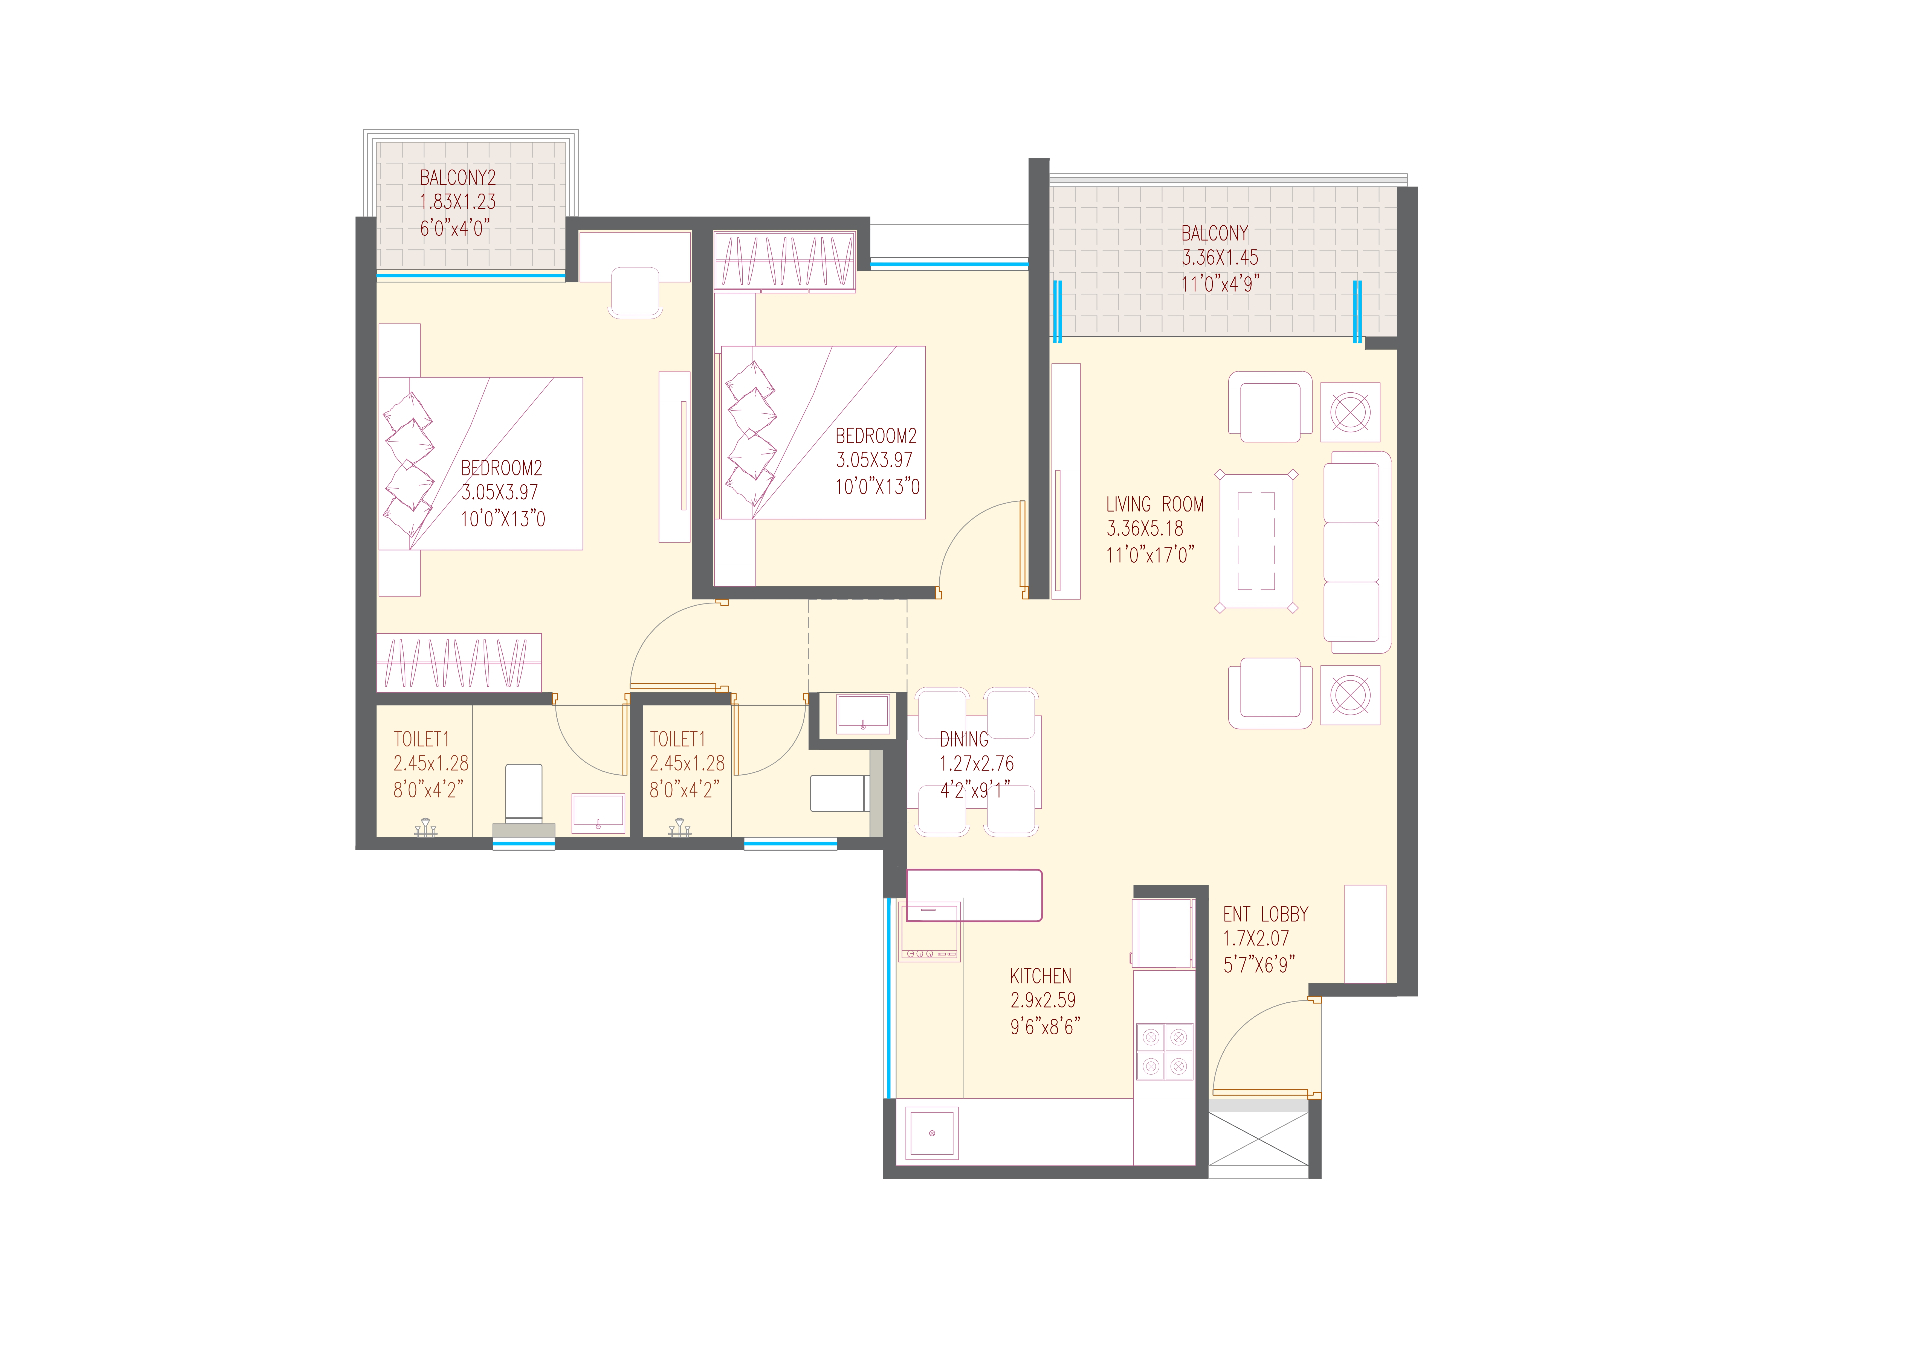 BALCONY2
1.83X1.23
6'0"x4'0"
BALCONY
3.36X1.45
11'0"x4'9"
BEDROOM2
3.05X3.97
10'0"X13"0
BEDROOM2
3.05X3.97
10'0"X13"0
LIVING ROOM
3.36X5.18
11'0"x17'0"
TOILET1
2.45x1.28
8'0"x4'2"
TOILET1
2.45x1.28
8'0"x4'2"
DINING
1.27x2.76
4'2"x9'1"
ENT LOBBY
1.7X2.07
5'7"X6'9"
KITCHEN
2.9x2.59
9'6"x8'6"